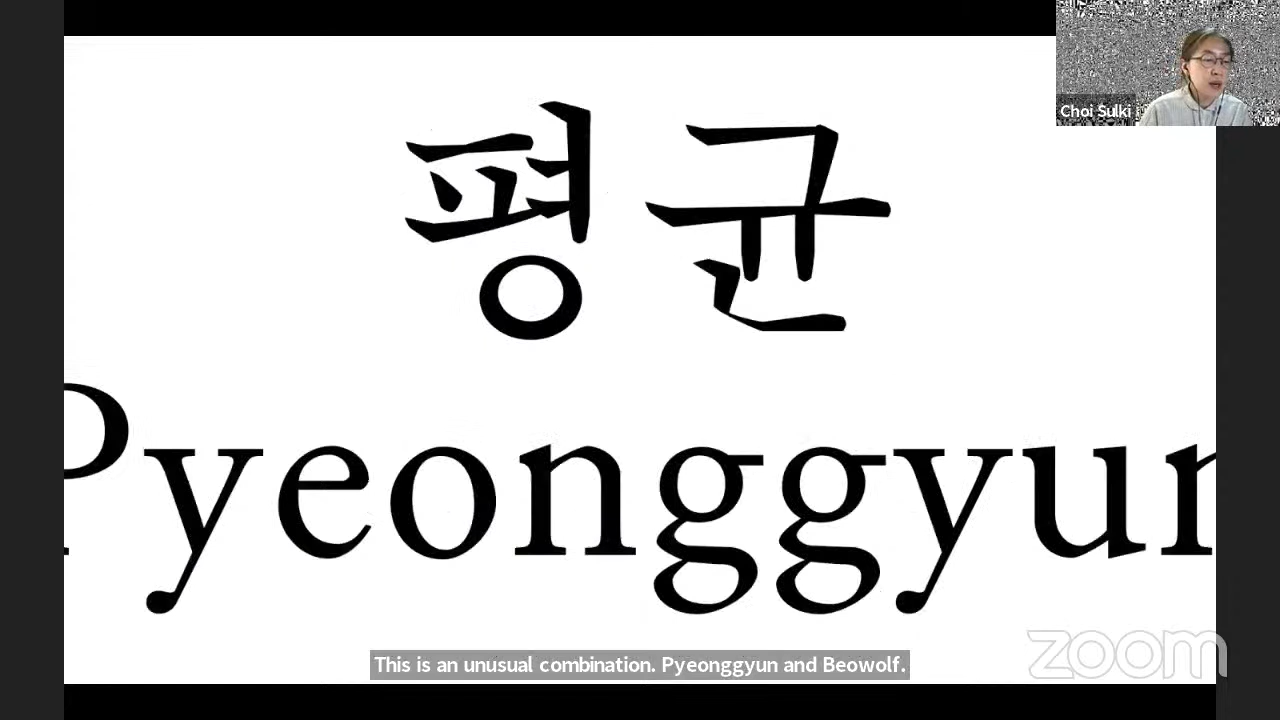 평균
Pyeonggyun
Choi Sulki
This is an unusual combination. Pyeonggyun and Beowolf.
zoom